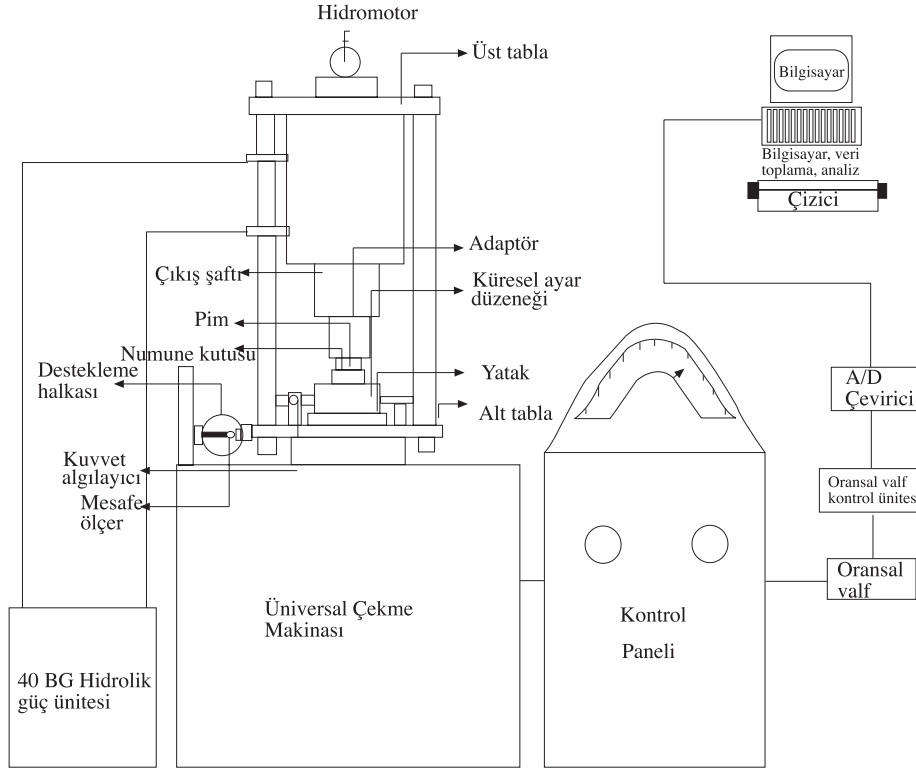 Hidromotor
Üst tabla
Bilgisayar
Bilgisayar, veri
toplama, analiz
Çizici
Adaptör
Çıkış şaftı
Küresel ayar
düzeneği
Pim
Numune kutusu
Destekleme
halkası
Yatak
Alt tabla
A/D
Çevirici
Kuvvet
algılayıcı
Mesafe
ölçer
Oransal valf
kontrol ünites
Oransal
valf
Üniversal Çekme
Makinası
Kontrol
Paneli
40 BG Hidrolik
güç ünitesi